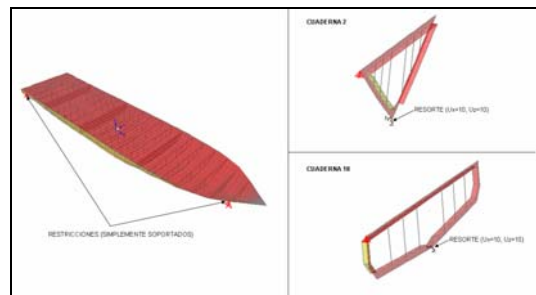 CUADERNA 2
RESORTE (Ux=10, Uz=10)
RESTRICCIONES (SIMPLEMENTE SOPORTADOS)
CUADERNA 18
RESORTE (Ux=10, Uz=10)